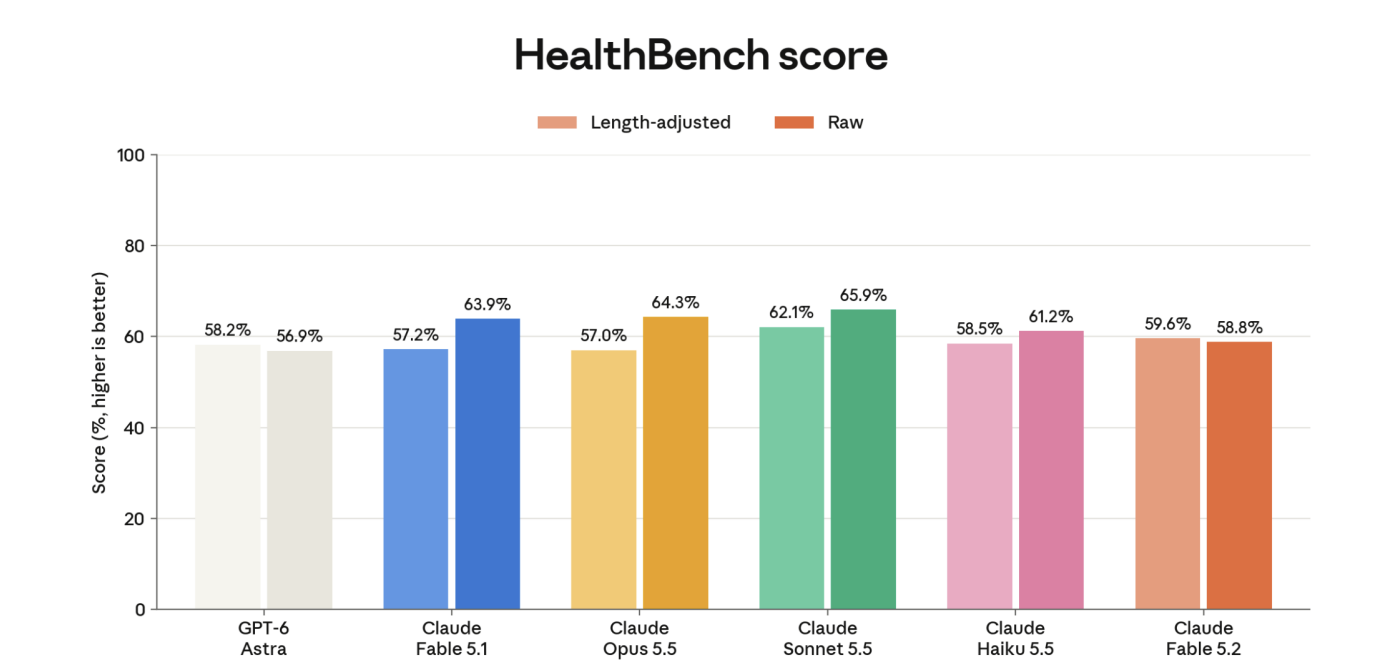 HealthBench score
Length-adjusted Raw
100
80
60
40
20
0
Score (%, higher is better)
58.2% 56.9%
57.2% 63.9%
57.0% 64.3%
62.1% 65.9%
58.5% 61.2%
59.6% 58.8%
GPT-6
Astra
Claude
Fable 5.1
Claude
Opus 5.5
Claude
Sonnet 5.5
Claude
Haiku 5.5
Claude
Fable 5.2